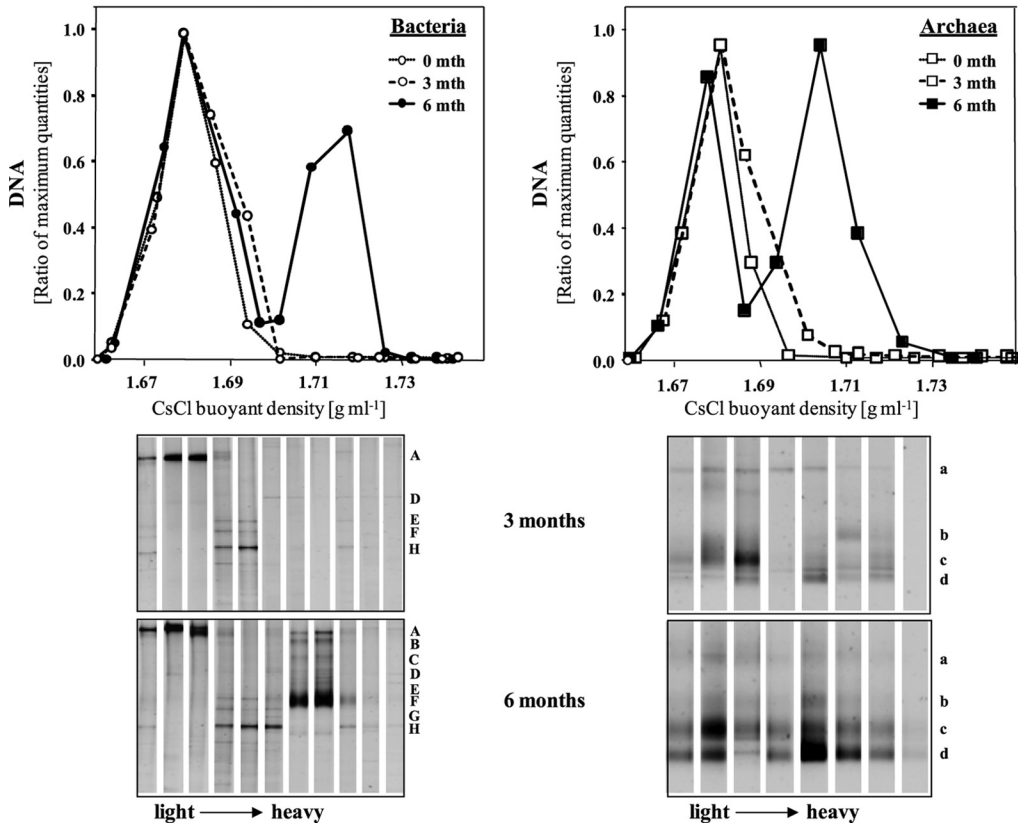 Bacteria
0 mth
3 mth
6 mth
1.0
0.8
0.6
0.4
0.2
0.0
DNA
[Ratio of maximum quantities]
1.67 1.69 1.71 1.73
CsCl buoyant density [g ml-1]
Archaea
0 mth
3 mth
6 mth
1.0
0.8
0.6
0.4
0.2
0.0
DNA
[Ratio of maximum quantities]
1.67 1.69 1.71 1.73
CsCl buoyant density [g ml-1]
A
D
E
F
H
3 months
a
b
c
d
A
B
C
D
E
F
G
H
6 months
a
b
c
d
light → heavy
light → heavy